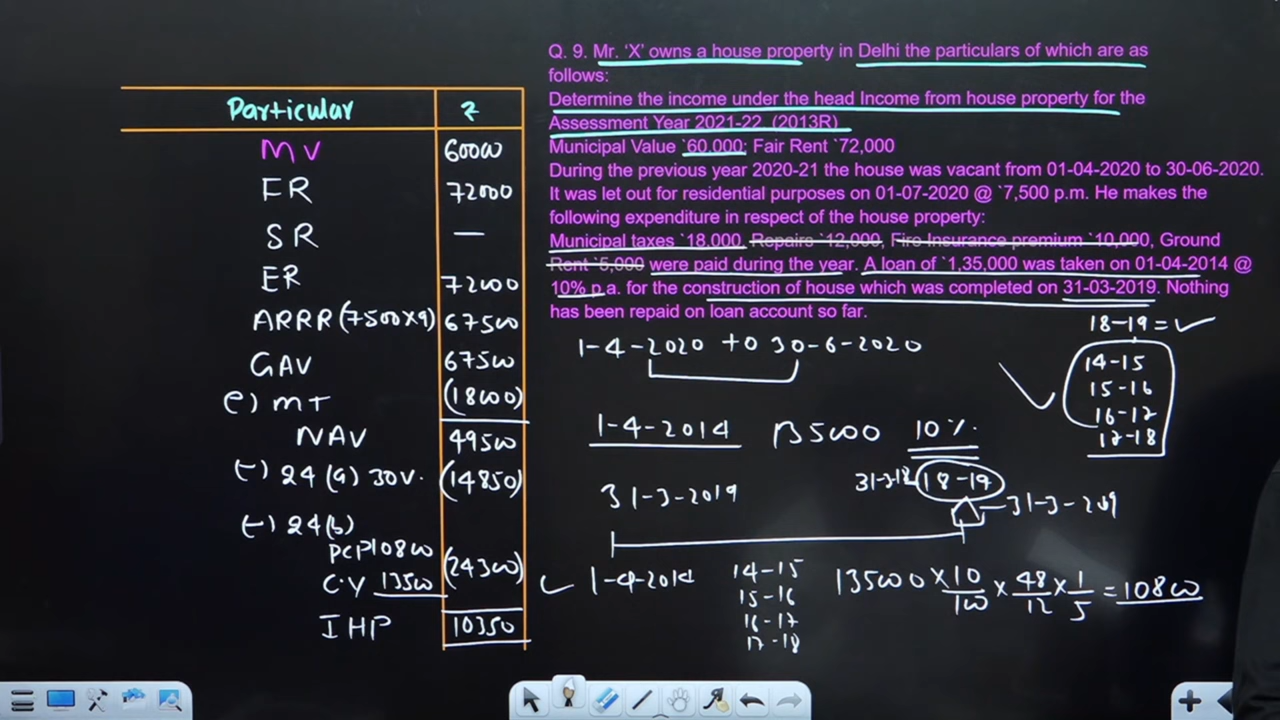 Q. 9. Mr. ‘X’ owns a house property in Delhi the particulars of which are as
follows:
Determine the income under the head Income from house property for the
Assessment Year 2021-22 (2013R)
Municipal Value `60,000; Fair Rent `72,000
During the previous year 2020-21 the house was vacant from 01-04-2020 to 30-06-2020.
It was let out for residential purposes on 01-07-2020 @ `7,500 p.m. He makes the
following expenditure in respect of the house property:
Municipal taxes `18,000, Repairs `12,000, Fire Insurance premium `10,000, Ground
Rent `5,000 were paid during the year. A loan of `1,35,000 was taken on 01-04-2014 @
10% p.a. for the construction of house which was completed on 31-03-2019. Nothing
has been repaid on loan account so far.
Particular ₹
MV 60000
FR 72000
SR —
ER 72000
ARRR (7500×9) 67500
GAV 67500
(-) MT (18000)
NAV 49500
(-) 24 (a) 30%. (14850)
(-) 24(b)
PCP 10800 (24300)
C.Y 13500
IHP 10350
1-4-2020 to 30-6-2020
18-19 = ✓
14-15
15-16
16-17
17-18
1-4-2014 135000 10%.
31-3-2019
31-3-18 18-19
31-3-2019
1-4-2014
14-15
15-16
16-17
17-18
135000 × 10/100 × 48/12 × 1/5 = 10800